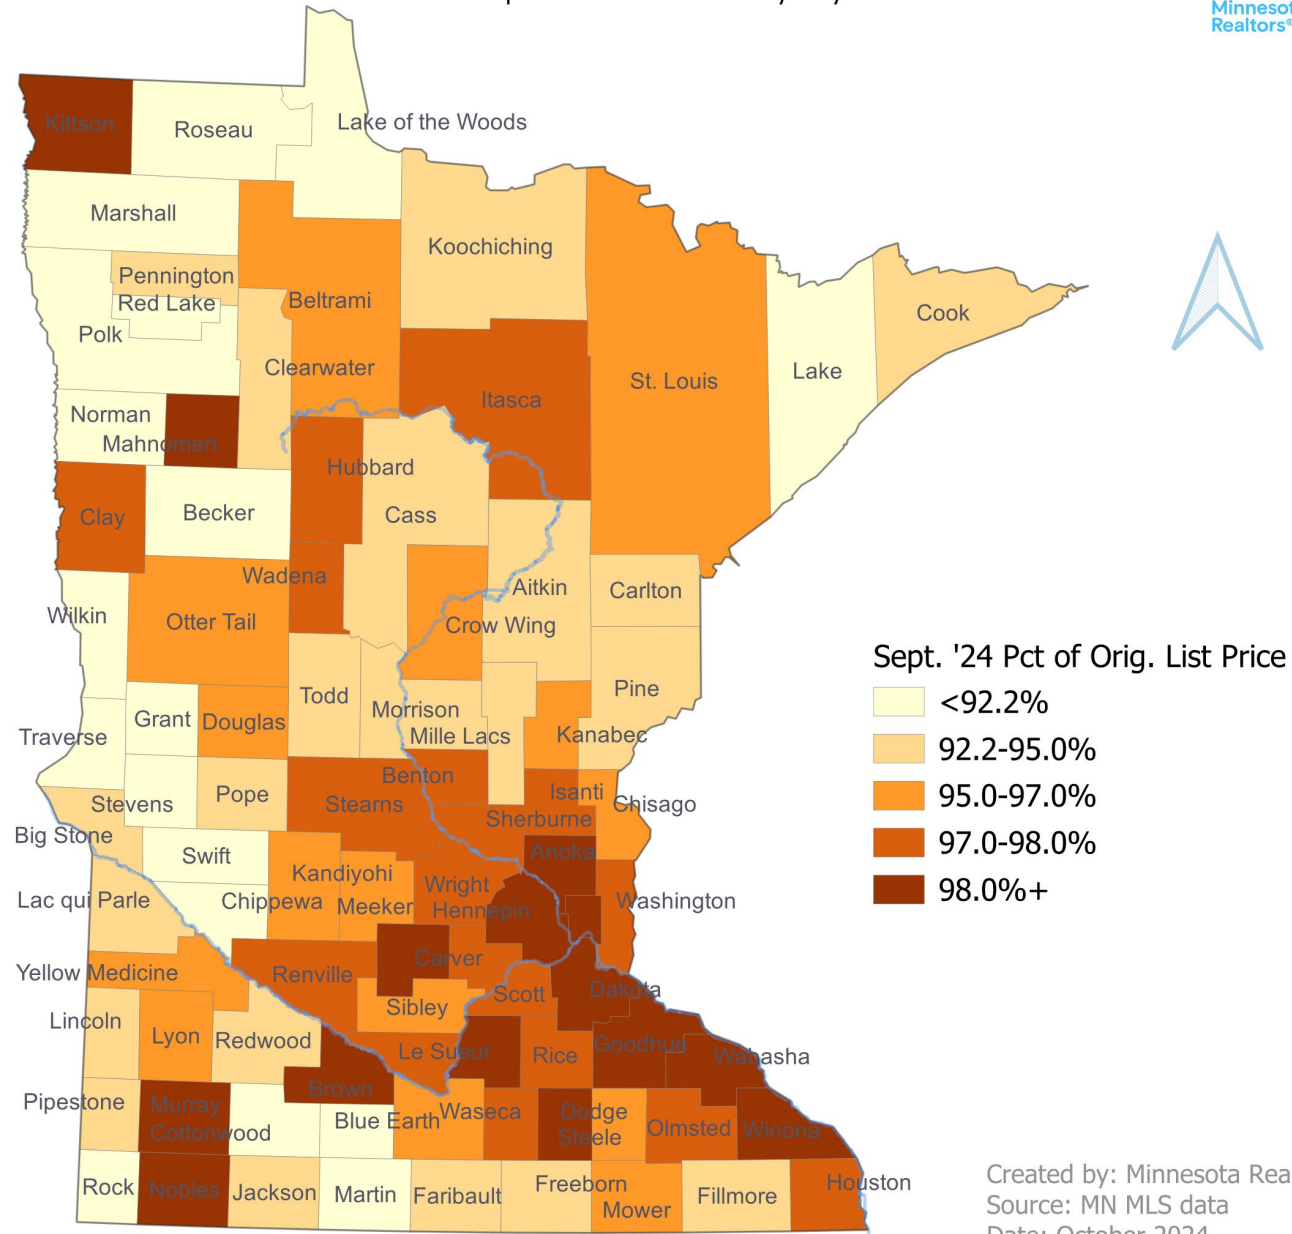 Minnesot
Realtors®
Kittson
Roseau
Lake of the Woods
Marshall
Koochiching
Pennington
Red Lake
Beltrami
Polk
Cook
Clearwater
St. Louis
Lake
Itasca
Norman
Mahnomen
Hubbard
Clay
Becker
Cass
Wadena
Aitkin
Carlton
Wilkin
Otter Tail
Crow Wing
Sept. '24 Pct of Orig. List Price
<92.2%
92.2-95.0%
95.0-97.0%
97.0-98.0%
98.0%+
Todd
Pine
Grant
Douglas
Morrison
Traverse
Mille Lacs
Kanabec
Benton
Stevens
Pope
Stearns
Isanti
Chisago
Sherburne
Big Stone
Swift
Anoka
Kandiyohi
Wright
Lac qui Parle
Chippewa
Meeker
Hennepin
Washington
Yellow Medicine
Renville
Carver
Scott
Dakota
Sibley
Lincoln
Lyon
Redwood
Le Sueur
Rice
Goodhue
Wabasha
Pipestone
Murray
Brown
Cottonwood
Blue Earth
Waseca
Dodge
Steele
Olmsted
Winona
Rock
Nobles
Jackson
Martin
Faribault
Freeborn
Mower
Fillmore
Houston
Created by: Minnesota Rea
Source: MN MLS data
Date: October 2024